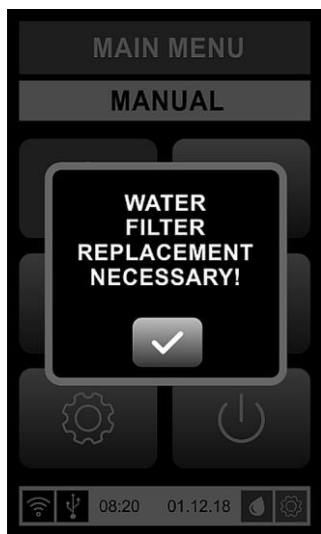 MAIN MENU
MANUAL
WATER
FILTER
REPLACEMENT
NECESSARY!
08:20 01.12.18